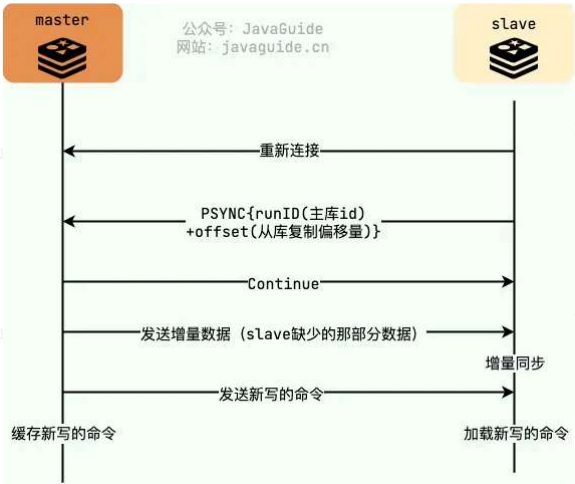 master
公众号：JavaGuide
网站：javaguide.cn
slave
重新连接
PSYNC{runID(主库id)
+offset(从库复制偏移量)}
Continue
发送增量数据（slave缺少的那部分数据）
增量同步
发送新写的命令
缓存新写的命令
加载新写的命令